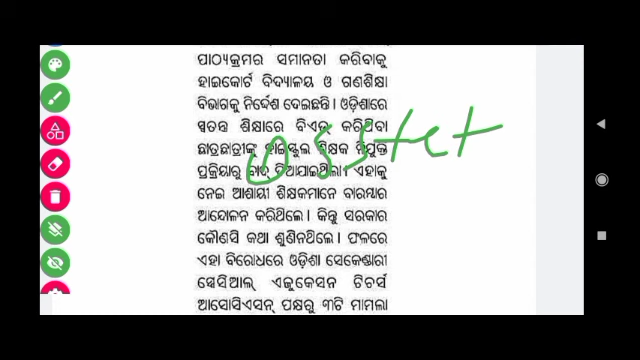 ପାଠ୍ୟକ୍ରମର ସମାନତା କରିବାକୁ
ହାଇକୋର୍ଟ ବିଦ୍ୟାଳୟ ଓ ଗଣଶିକ୍ଷା
ବିଭାଗକୁ ନିର୍ଦ୍ଦେଶ ଦେଇଛନ୍ତି । ଓଡ଼ିଶାରେ
ସ୍ୱତନ୍ତ୍ର ଶିକ୍ଷାରେ ବିଏଡ୍ କରିଥିବା
ଛାତ୍ରଛାତ୍ରୀଙ୍କୁ ହାଇସ୍କୁଲ ଶିକ୍ଷକ ନିଯୁକ୍ତି
ପ୍ରକ୍ରିୟାରୁ ବାଦ୍ ଦିଆଯାଇଥିଲା । ଏହାକୁ
osstet
ନେଇ ଆଶାୟୀ ଶିକ୍ଷକମାନେ ବାରମ୍ବାର
ଆନ୍ଦୋଳନ କରିଥିଲେ । କିନ୍ତୁ ସରକାର
କୌଣସି କଥା ଶୁଣିନଥିଲେ । ଫଳରେ
ଏହା ବିରୋଧରେ ଓଡ଼ିଶା ସେକେଣ୍ଡାରୀ
ସ୍ପେସିଆଲ୍ ଏଜୁକେସନ ଟିଚର୍ସ
ଆସୋସିଏସନ୍ ପକ୍ଷରୁ ୩ଟି ମାମଲା